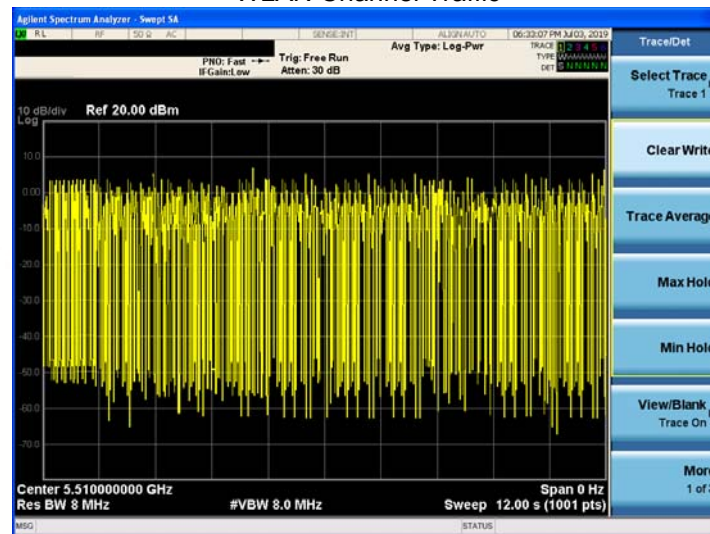 WLAN Channel Traffic
Agilent Spectrum Analyzer - Swept SA
RL RF 50 Ω AC SENSE:INT ALIGNAUTO 06:33:07 PM Jul 03, 2019
Avg Type: Log-Pwr TRACE 1 2 3 4 5 6
PNO: Fast Trig: Free Run TYPE
IFGain:Low Atten: 30 dB DET S N N N N N
Trace/Det
Select Trace
Trace 1
Clear Write
Trace Average
Max Hold
Min Hold
View/Blank
Trace On
More
1 of
10 dB/div Ref 20.00 dBm
Log
10.0
0.00
-10.0
-20.0
-30.0
-40.0
-50.0
-60.0
-70.0
Center 5.510000000 GHz Span 0 Hz
Res BW 8 MHz #VBW 8.0 MHz Sweep 12.00 s (1001 pts)
MSG STATUS